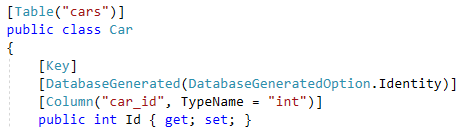 [Table("cars")]
public class Car
{
[Key]
[DatabaseGenerated(DatabaseGeneratedOption.Identity)]
[Column("car_id", TypeName = "int")]
public int Id { get; set; }